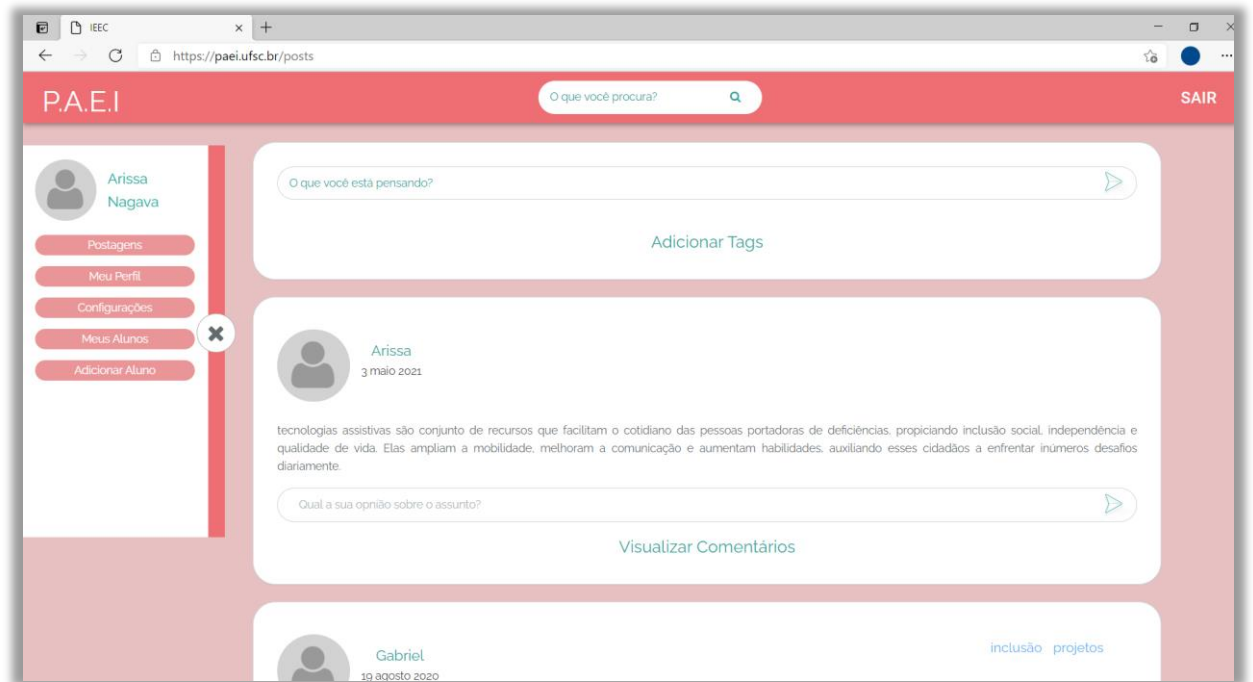 IEEC
https://paei.ufsc.br/posts
P.A.E.I
O que você procura?
SAIR
Arissa
Nagava
Postagens
Meu Perfil
Configurações
Meus Alunos
Adicionar Aluno
O que você está pensando?
Adicionar Tags
Arissa
3 maio 2021
tecnologias assistivas são conjunto de recursos que facilitam o cotidiano das pessoas portadoras de deficiências, propiciando inclusão social, independência e
qualidade de vida. Elas ampliam a mobilidade, melhoram a comunicação e aumentam habilidades, auxiliando esses cidadãos a enfrentar inúmeros desafios
diariamente.
Qual a sua opnião sobre o assunto?
Visualizar Comentários
Gabriel
19 agosto 2020
inclusão projetos